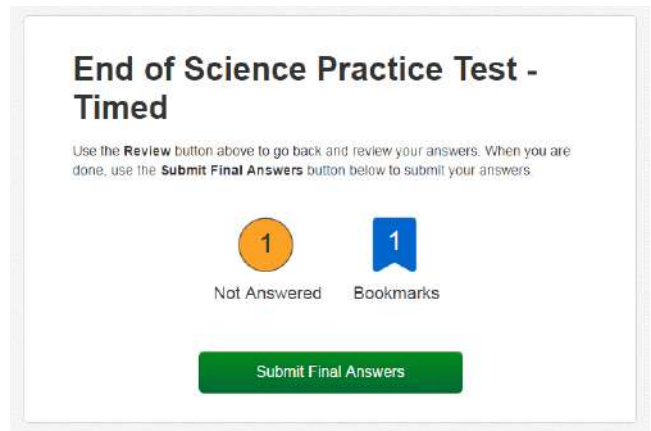 End of Science Practice Test -
Timed
Use the Review button above to go back and review your answers. When you are
done, use the Submit Final Answers button below to submit your answers.
1
1
Not Answered
Bookmarks
Submit Final Answers